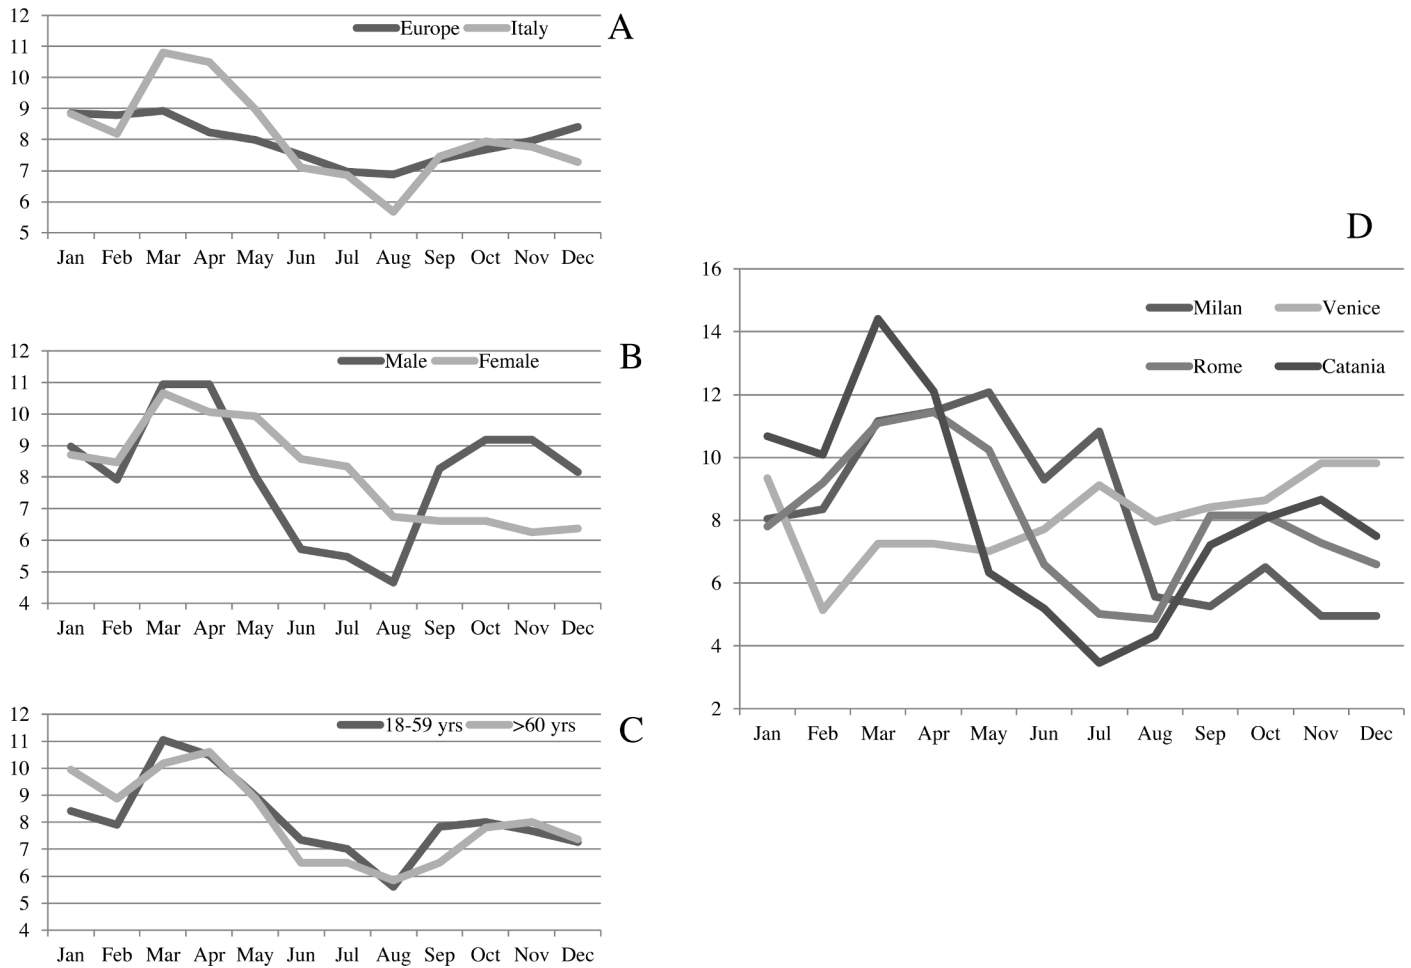 A
Europe Italy
12
11
10
9
8
7
6
5
Jan Feb Mar Apr May Jun Jul Aug Sep Oct Nov Dec
B
Male Female
12
11
10
9
8
7
6
5
4
Jan Feb Mar Apr May Jun Jul Aug Sep Oct Nov Dec
C
18-59 yrs >60 yrs
12
11
10
9
8
7
6
5
4
Jan Feb Mar Apr May Jun Jul Aug Sep Oct Nov Dec
D
Milan Venice
Rome Catania
16
14
12
10
8
6
4
2
Jan Feb Mar Apr May Jun Jul Aug Sep Oct Nov Dec